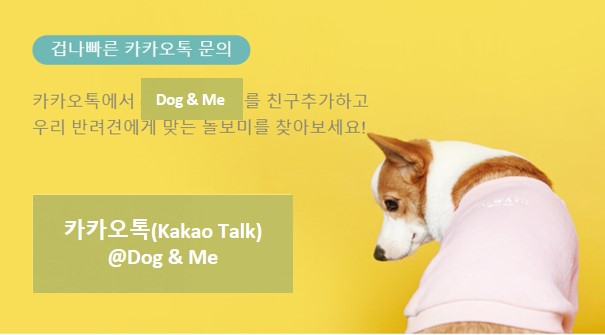 겁나빠른 카카오톡 문의
카카오톡에서 Dog & Me 를 친구추가하고
우리 반려견에게 맞는 돌보미를 찾아보세요!
카카오톡(Kakao Talk)
@Dog & Me